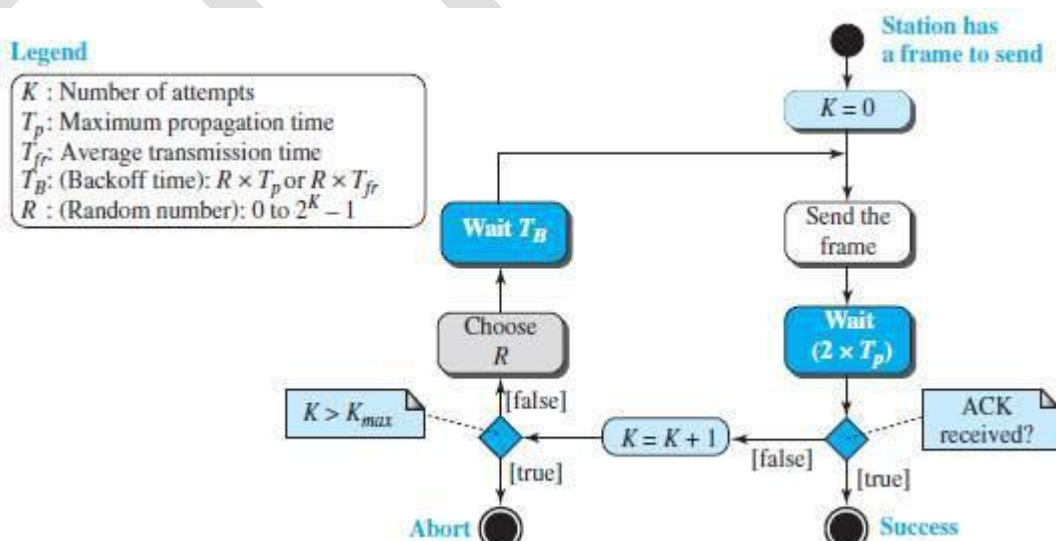 Legend
K : Number of attempts
Tp: Maximum propagation time
Tfr: Average transmission time
TB: (Backoff time): R × Tp or R × Tfr
R : (Random number): 0 to 2^K – 1
Station has
a frame to send
K = 0
Send the
frame
Wait
(2 × Tp)
ACK
received?
[true]
Success
[false]
K = K + 1
K > Kmax
[true]
Abort
[false]
Choose
R
Wait TB